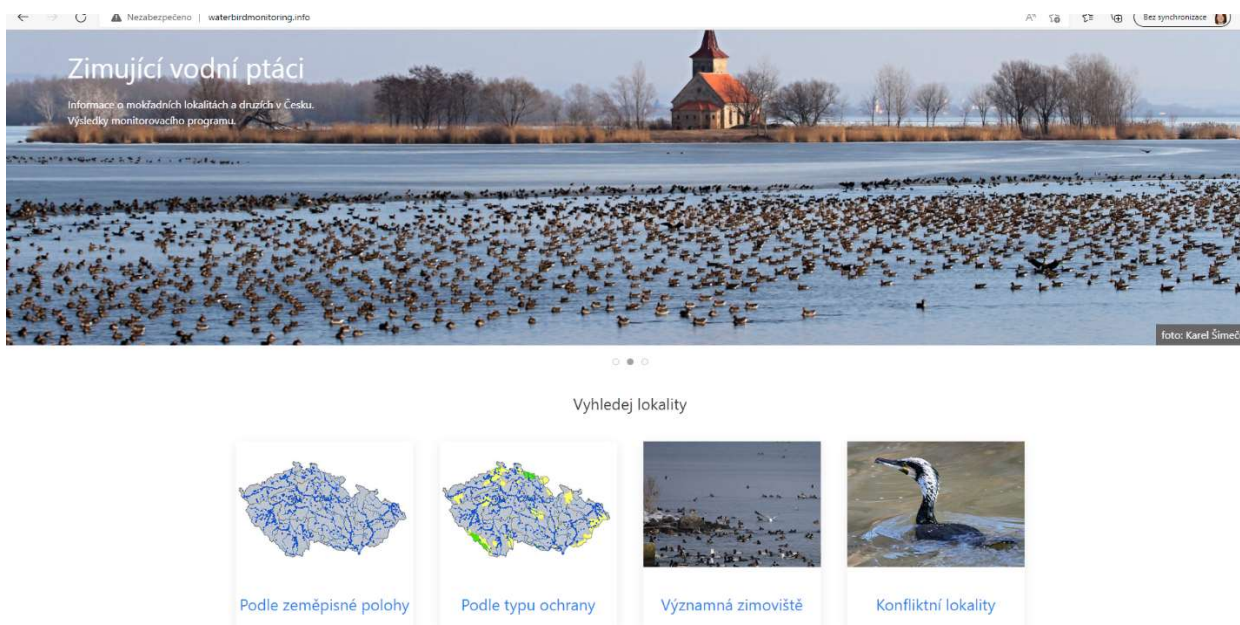 Nezabezpečeno | waterbirdmonitoring.info
Bez synchronizace
Zimující vodní ptáci
Informace o mokřadních lokalitách a druzích v Česku.
Výsledky monitorovacího programu.
foto: Karel Šimeč
Vyhledej lokality
Podle zeměpisné polohy
Podle typu ochrany
Významná zimoviště
Konfliktní lokality